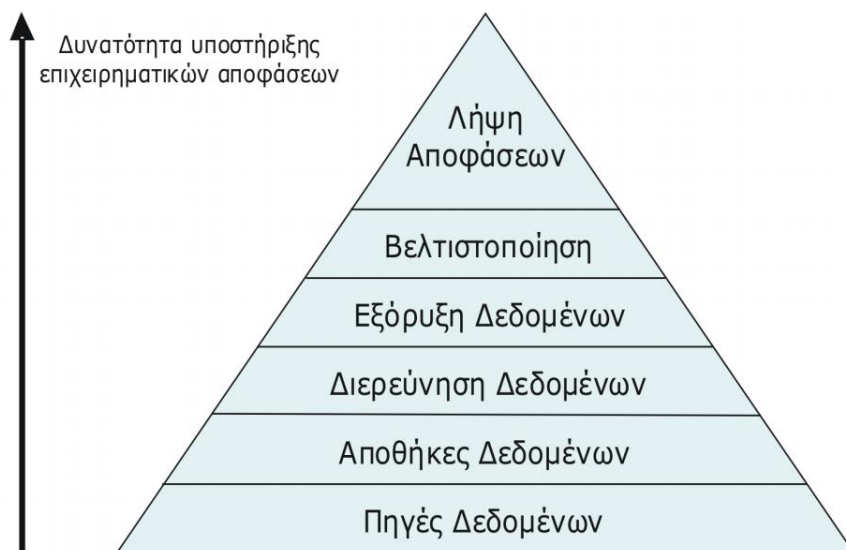 Δυνατότητα υποστήριξης
επιχειρηματικών αποφάσεων
Λήψη
Αποφάσεων
Βελτιστοποίηση
Εξόρυξη Δεδομένων
Διερεύνηση Δεδομένων
Αποθήκες Δεδομένων
Πηγές Δεδομένων